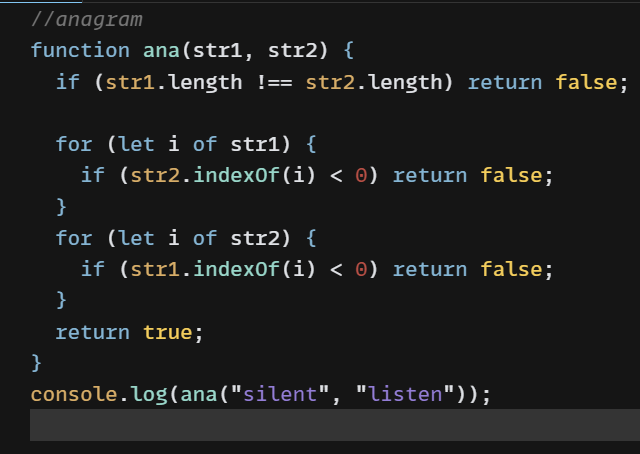 //anagram
function ana(str1, str2) {
  if (str1.length !== str2.length) return false;

  for (let i of str1) {
    if (str2.indexOf(i) < 0) return false;
  }
  for (let i of str2) {
    if (str1.indexOf(i) < 0) return false;
  }
  return true;
}
console.log(ana("silent", "listen"));